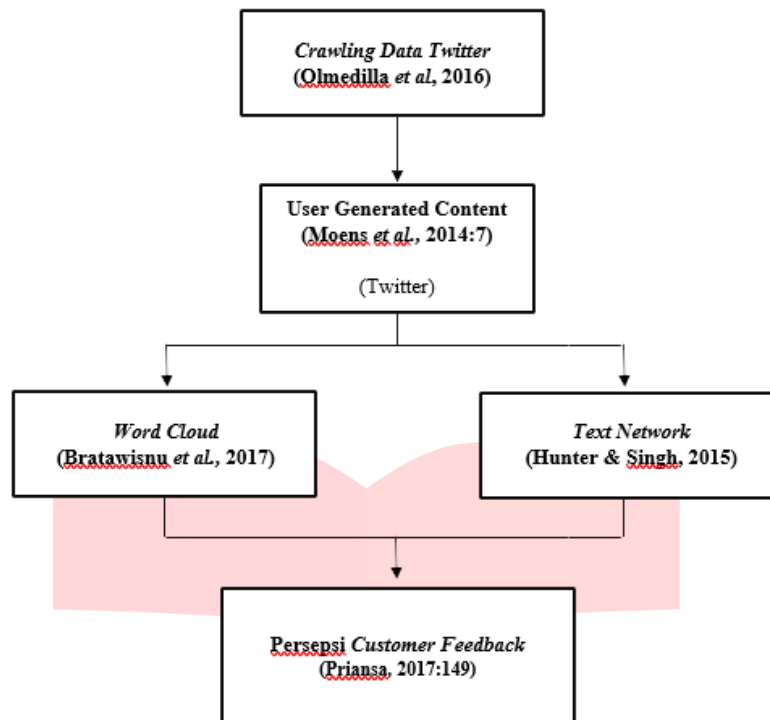 Crawling Data Twitter
(Olmedilla et al, 2016)
User Generated Content
(Moens et al., 2014:7)
(Twitter)
Word Cloud
(Bratawisnu et al., 2017)
Text Network
(Hunter & Singh, 2015)
Persepsi Customer Feedback
(Priansa, 2017:149)